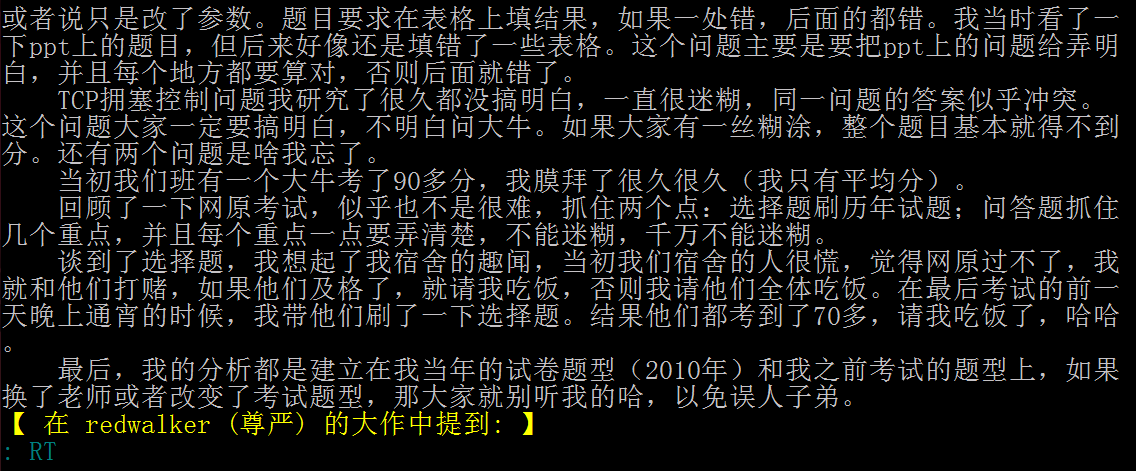 或者说只是改了参数。题目要求在表格上填结果，如果一处错，后面的都错。我当时看了一
下ppt上的题目，但后来好像还是填错了一些表格。这个问题主要是要把ppt上的问题给弄明
白，并且每个地方都要算对，否则后面就错了。
TCP拥塞控制问题我研究了很久都没搞明白，一直很迷糊，同一问题的答案似乎冲突。
这个问题大家一定要搞明白，不明白问大牛。如果大家有一丝糊涂，整个题目基本就得不到
分。还有两个问题是啥我忘了。
当初我们班有一个大牛考了90多分，我膜拜了很久很久（我只有平均分）。
回顾了一下网原考试，似乎也不是很难，抓住两个点：选择题刷历年试题；问答题抓住
几个重点，并且每个重点一点要弄清楚，不能迷糊，千万不能迷糊。
谈到了选择题，我想起了我宿舍的趣闻，当初我们宿舍的人很慌，觉得网原过不了，我
就和他们打赌，如果他们及格了，就请我吃饭，否则我请他们全体吃饭。在最后考试的前一
天晚上通宵的时候，我带他们刷了一下选择题。结果他们都考到了70多，请我吃饭了，哈哈
。
最后，我的分析都是建立在我当年的试卷题型（2010年）和我之前考试的题型上，如果
换了老师或者改变了考试题型，那大家就别听我的哈，以免误人子弟。
【 在 redwalker (尊严) 的大作中提到: 】
: RT